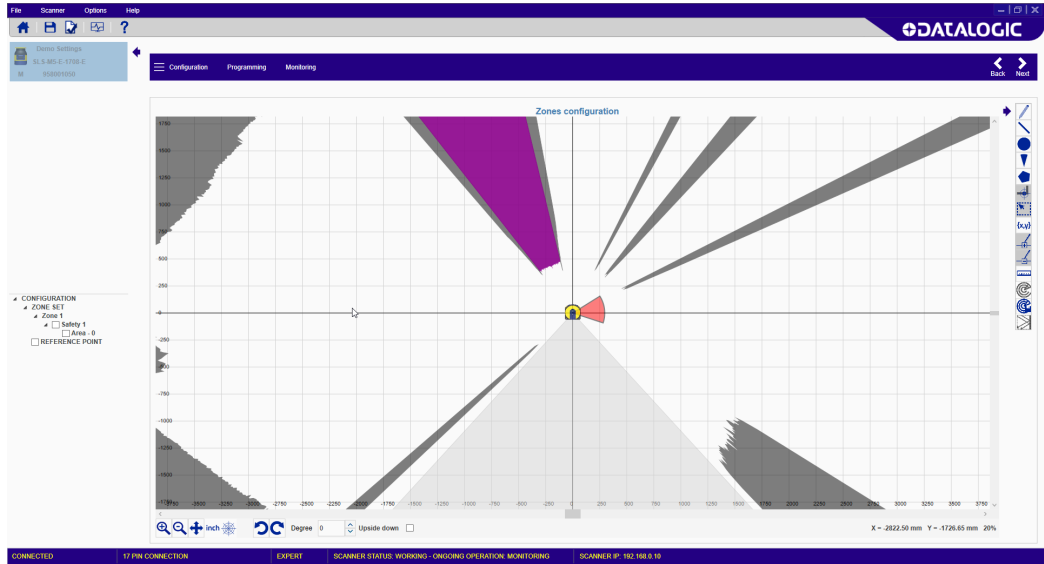 File Scanner Options Help
DATALOGIC
Demo Settings
SLS-M5-E-1708-E
M 950001050
Configuration Programming Monitoring
Back Next
Zones configuration
{x,y}
1750
1500
1250
1000
750
500
250
0
-250
-500
-750
-1000
-1250
-1500
-3500 -3250 -3000 -2750 -2500 -2250 -2000 -1750 -1500 -1250 -1000 -750 -500 -250 0 250 500 750 1000 1250 1500 1750 2000 2250 2500 2750 3000 3250 3500 3750
CONFIGURATION
ZONE SET
Zone 1
Safety 1
Area - 0
REFERENCE POINT
inch Degree 0 Upside down X = -2822.50 mm Y = -1726.65 mm 20%
CONNECTED 17 PIN CONNECTION EXPERT SCANNER STATUS: WORKING - ONGOING OPERATION: MONITORING SCANNER IP: 192.168.0.10